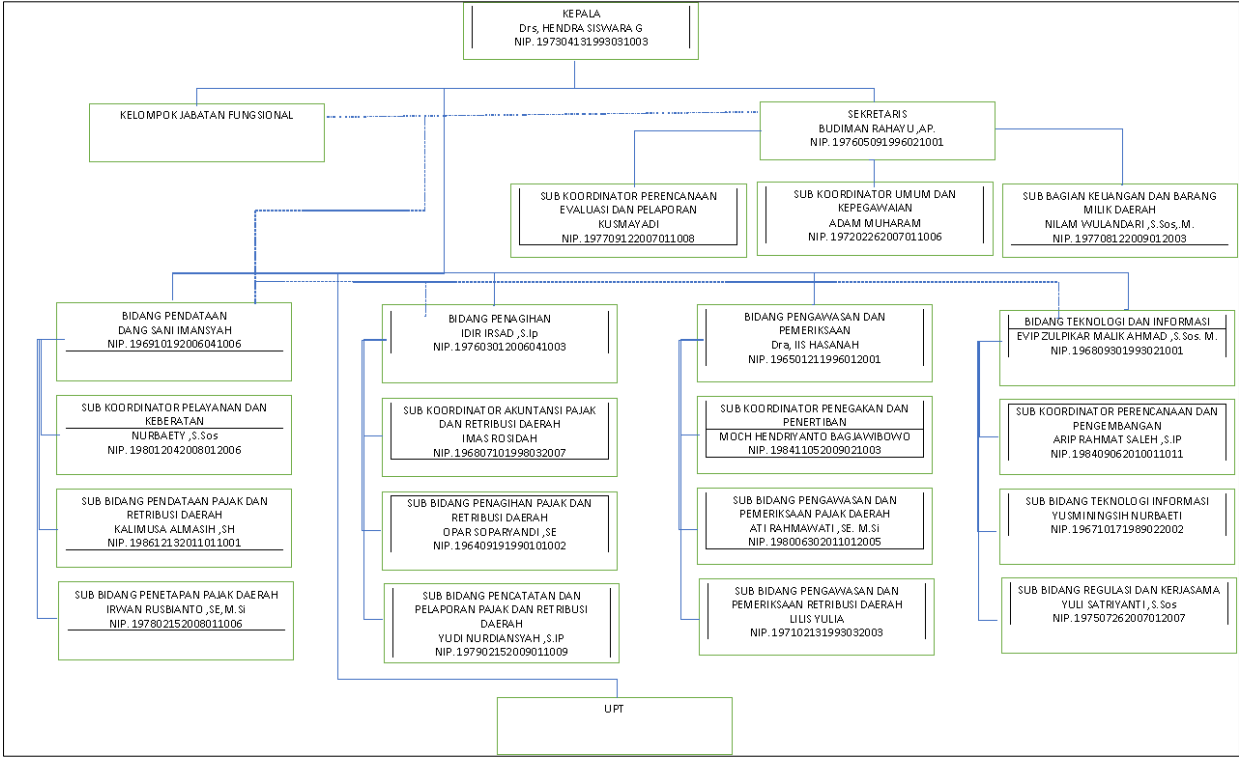 KEPALA
Drs, HENDRA SISWARA G
NIP. 197304131993031003
KELOMPOK JABATAN FUNGSIONAL
SEKRETARIS
BUDIMAN RAHAYU ,AP.
NIP. 197605091996021001
SUB KOORDINATOR PERENCANAAN
EVALUASI DAN PELAPORAN
KUSMAYADI
NIP. 197709122007011008
SUB KOORDINATOR UMUM DAN
KEPEGAWAIAN
ADAM MUHARAM
NIP. 197202262007011006
SUB BAGIAN KEUANGAN DAN BARANG
MILIK DAERAH
NILAM WULANDARI ,S.Sos,.M.
NIP. 197708122009012003
BIDANG PENDATAAN
DANG SANI IMANSYAH
NIP. 196910192006041006
BIDANG PENAGIHAN
IDIR IRSAD ,S.Ip
NIP. 197603012006041003
BIDANG PENGAWASAN DAN
PEMERIKSAAN
Dra, IIS HASANAH
NIP. 196501211996012001
BIDANG TEKNOLOGI DAN INFORMASI
EVIP ZULPIKAR MALIK AHMAD ,S.Sos. M.
NIP. 196809301993021001
SUB KOORDINATOR PELAYANAN DAN
KEBERATAN
NURBAETY ,S.Sos
NIP. 198012042008012006
SUB KOORDINATOR AKUNTANSI PAJAK
DAN RETRIBUSI DAERAH
IMAS ROSIDAH
NIP. 196807101998032007
SUB KOORDINATOR PENEGAKAN DAN
PENERTIBAN
MOCH HENDRIYANTO BAGJAWIBOWO
NIP. 198411052009021003
SUB KOORDINATOR PERENCANAAN DAN
PENGEMBANGAN
ARIP RAHMAT SALEH ,S.IP
NIP. 198409062010011011
SUB BIDANG PENDATAAN PAJAK DAN
RETRIBUSI DAERAH
KALIMUSA ALMASIH ,SH
NIP. 198612132011011001
SUB BIDANG PENAGIHAN PAJAK DAN
RETRIBUSI DAERAH
OPAR SOPARYANDI ,SE
NIP. 196409191990101002
SUB BIDANG PENGAWASAN DAN
PEMERIKSAAN PAJAK DAERAH
ATI RAHMAWATI ,SE. M.Si
NIP. 198006302011012005
SUB BIDANG TEKNOLOGI INFORMASI
YUSMININGSIH NURBAETI
NIP. 196710171989022002
SUB BIDANG PENETAPAN PAJAK DAERAH
IRWAN RUSBIANTO ,SE,M.Si
NIP. 197802152008011006
SUB BIDANG PENCATATAN DAN
PELAPORAN PAJAK DAN RETRIBUSI
DAERAH
YUDI NURDIANSYAH ,S.IP
NIP. 197902152009011009
SUB BIDANG PENGAWASAN DAN
PEMERIKSAAN RETRIBUSI DAERAH
LILIS YULIA
NIP. 197102131993032003
SUB BIDANG REGULASI DAN KERJASAMA
YULI SATRIYANTI ,S.Sos
NIP. 197507262007012007
UPT